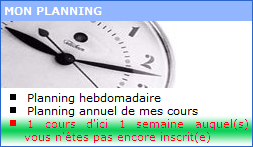 MON PLANNING
Planning hebdomadaire
Planning annuel de mes cours
1 cours d'ici 1 semaine auquel(s)
vous n'êtes pas encore inscrit(e)